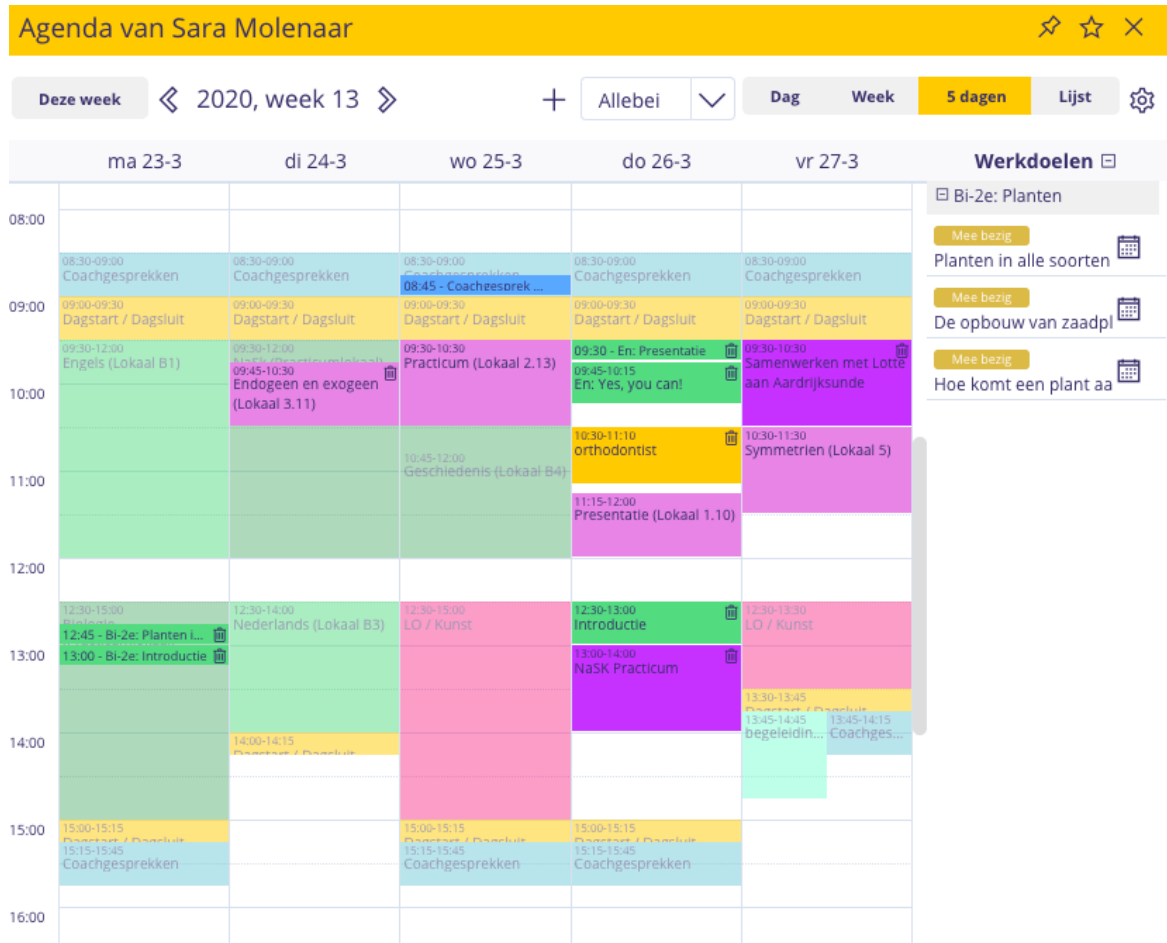 Agenda van Sara Molenaar
Deze week
2020, week 13
Allebei
Dag
Week
5 dagen
Lijst
ma 23-3
di 24-3
wo 25-3
do 26-3
vr 27-3
Werkdoelen
08:00
09:00
10:00
11:00
12:00
13:00
14:00
15:00
16:00
08:30-09:00
Coachgesprekken
09:00-09:30
Dagstart / Dagsluit
09:30-12:00
Engels (Lokaal B1)
12:30-15:00
Biologie
12:45 - Bi-2e: Planten i...
13:00 - Bi-2e: Introductie
15:00-15:15
Dagstart / Dagsluit
15:15-15:45
Coachgesprekken
08:30-09:00
Coachgesprekken
09:00-09:30
Dagstart / Dagsluit
09:30-12:00
NaSk (Practicumlokaal)
09:45-10:30
Endogeen en exogeen
(Lokaal 3.11)
12:30-14:00
Nederlands (Lokaal B3)
14:00-14:15
Dagstart / Dagsluit
08:30-09:00
Coachgesprekken
08:45 - Coachgesprek ...
09:00-09:30
Dagstart / Dagsluit
09:30-10:30
Practicum (Lokaal 2.13)
10:45-12:00
Geschiedenis (Lokaal B4)
12:30-15:00
LO / Kunst
15:00-15:15
Dagstart / Dagsluit
15:15-15:45
Coachgesprekken
08:30-09:00
Coachgesprekken
09:00-09:30
Dagstart / Dagsluit
09:30 - En: Presentatie
09:45-10:15
En: Yes, you can!
10:30-11:10
orthodontist
11:15-12:00
Presentatie (Lokaal 1.10)
12:30-13:00
Introductie
13:00-14:00
NaSK Practicum
15:00-15:15
Dagstart / Dagsluit
15:15-15:45
Coachgesprekken
08:30-09:00
Coachgesprekken
09:00-09:30
Dagstart / Dagsluit
09:30-10:30
Samenwerken met Lotte
aan Aardrijksunde
10:30-11:30
Symmetrien (Lokaal 5)
12:30-13:30
LO / Kunst
13:30-13:45
Dagstart / Dagsluit
13:45-14:45
begeleidin...
13:45-14:15
Coachges...
Bi-2e: Planten
Mee bezig
Planten in alle soorten
Mee bezig
De opbouw van zaadpl
Mee bezig
Hoe komt een plant aa